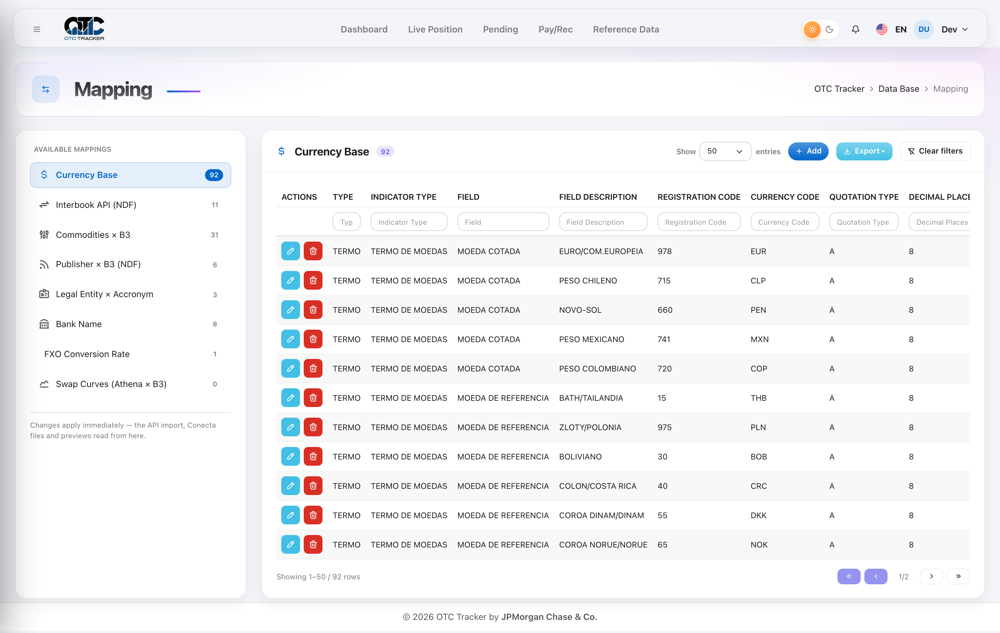 OTC TRACKER
Dashboard Live Position Pending Pay/Rec Reference Data
EN DU Dev
Mapping
OTC Tracker > Data Base > Mapping
AVAILABLE MAPPINGS
Currency Base 92
Interbook API (NDF) 11
Commodities × B3 31
Publisher × B3 (NDF) 6
Legal Entity × Accronym 3
Bank Name 8
FXO Conversion Rate 1
Swap Curves (Athena × B3) 0
Changes apply immediately — the API import, Conecta
files and previews read from here.
Currency Base 92
Show 50 entries + Add Export Clear filters
ACTIONS TYPE INDICATOR TYPE FIELD FIELD DESCRIPTION REGISTRATION CODE CURRENCY CODE QUOTATION TYPE DECIMAL PLACE
Typ Indicator Type Field Field Description Registration Code Currency Code Quotation Type Decimal Places
TERMO TERMO DE MOEDAS MOEDA COTADA EURO/COM.EUROPEIA 978 EUR A 8
TERMO TERMO DE MOEDAS MOEDA COTADA PESO CHILENO 715 CLP A 8
TERMO TERMO DE MOEDAS MOEDA COTADA NOVO-SOL 660 PEN A 8
TERMO TERMO DE MOEDAS MOEDA COTADA PESO MEXICANO 741 MXN A 8
TERMO TERMO DE MOEDAS MOEDA COTADA PESO COLOMBIANO 720 COP A 8
TERMO TERMO DE MOEDAS MOEDA DE REFERENCIA BATH/TAILANDIA 15 THB A 8
TERMO TERMO DE MOEDAS MOEDA DE REFERENCIA ZLOTY/POLONIA 975 PLN A 8
TERMO TERMO DE MOEDAS MOEDA DE REFERENCIA BOLIVIANO 30 BOB A 8
TERMO TERMO DE MOEDAS MOEDA DE REFERENCIA COLON/COSTA RICA 40 CRC A 8
TERMO TERMO DE MOEDAS MOEDA DE REFERENCIA COROA DINAM/DINAM 55 DKK A 8
TERMO TERMO DE MOEDAS MOEDA DE REFERENCIA COROA NORUE/NORUE 65 NOK A 8
Showing 1–50 / 92 rows « ‹ 1/2 › »
© 2026 OTC Tracker by JPMorgan Chase & Co.